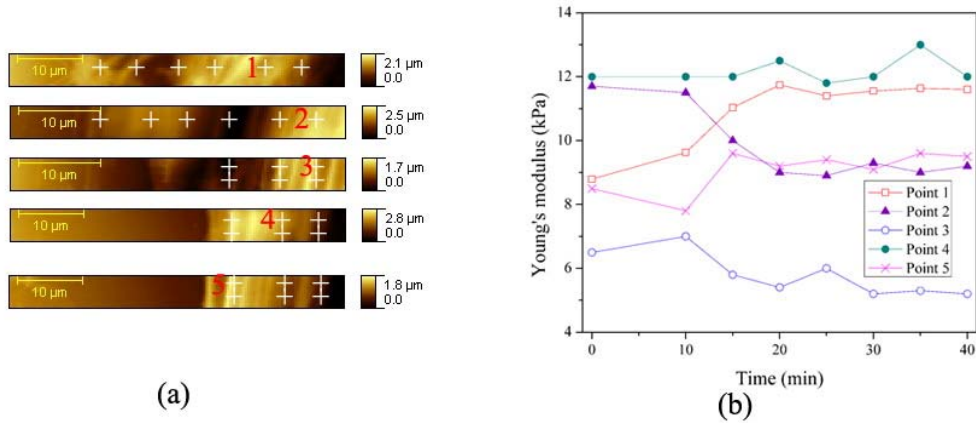 10 μm
1
2.1 μm
0.0
10 μm
2
2.5 μm
0.0
10 μm
3
1.7 μm
0.0
10 μm
4
2.8 μm
0.0
10 μm
5
1.8 μm
0.0
(a)
14
12
10
8
6
4
Young's modulus (kPa)
Point 1
Point 2
Point 3
Point 4
Point 5
0 10 20 30 40
Time (min)
(b)